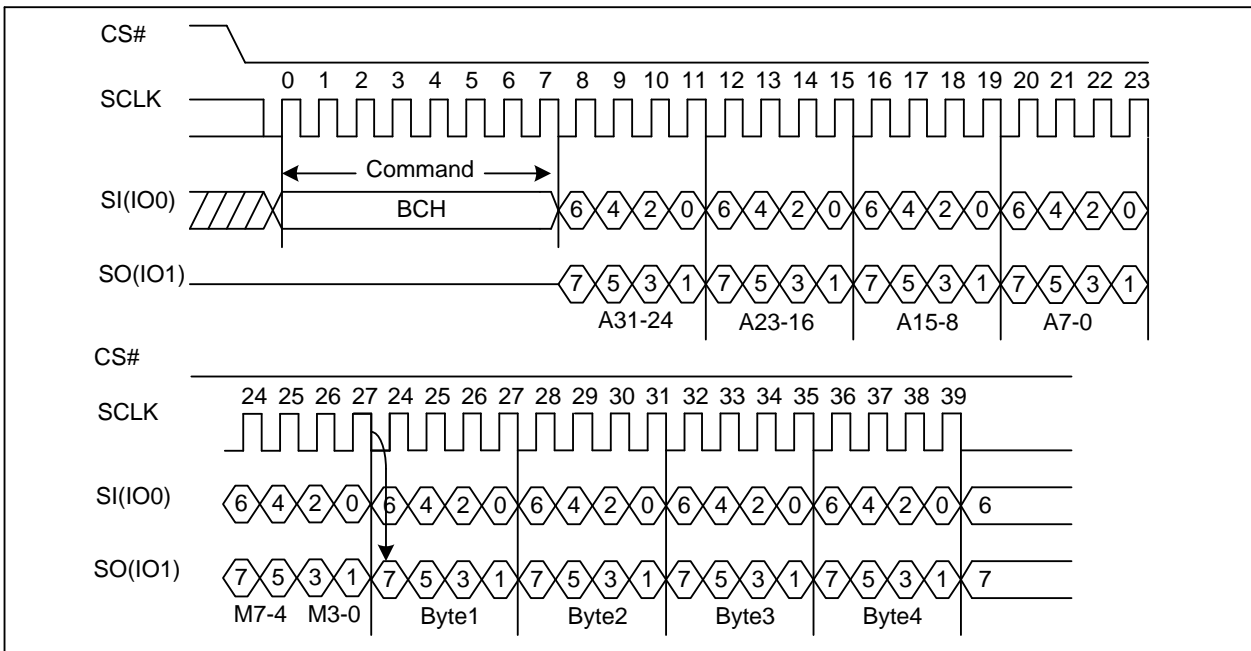 CS#
0 1 2 3 4 5 6 7 8 9 10 11 12 13 14 15 16 17 18 19 20 21 22 23
SCLK
Command
SI(IO0)
BCH
6 4 2 0 6 4 2 0 6 4 2 0 6 4 2 0
SO(IO1)
7 5 3 1 7 5 3 1 7 5 3 1 7 5 3 1
A31-24 A23-16 A15-8 A7-0
CS#
24 25 26 27 24 25 26 27 28 29 30 31 32 33 34 35 36 37 38 39
SCLK
SI(IO0)
6 4 2 0 6 4 2 0 6 4 2 0 6 4 2 0 6 4 2 0 6
SO(IO1)
7 5 3 1 7 5 3 1 7 5 3 1 7 5 3 1 7 5 3 1 7
M7-4 M3-0 Byte1 Byte2 Byte3 Byte4